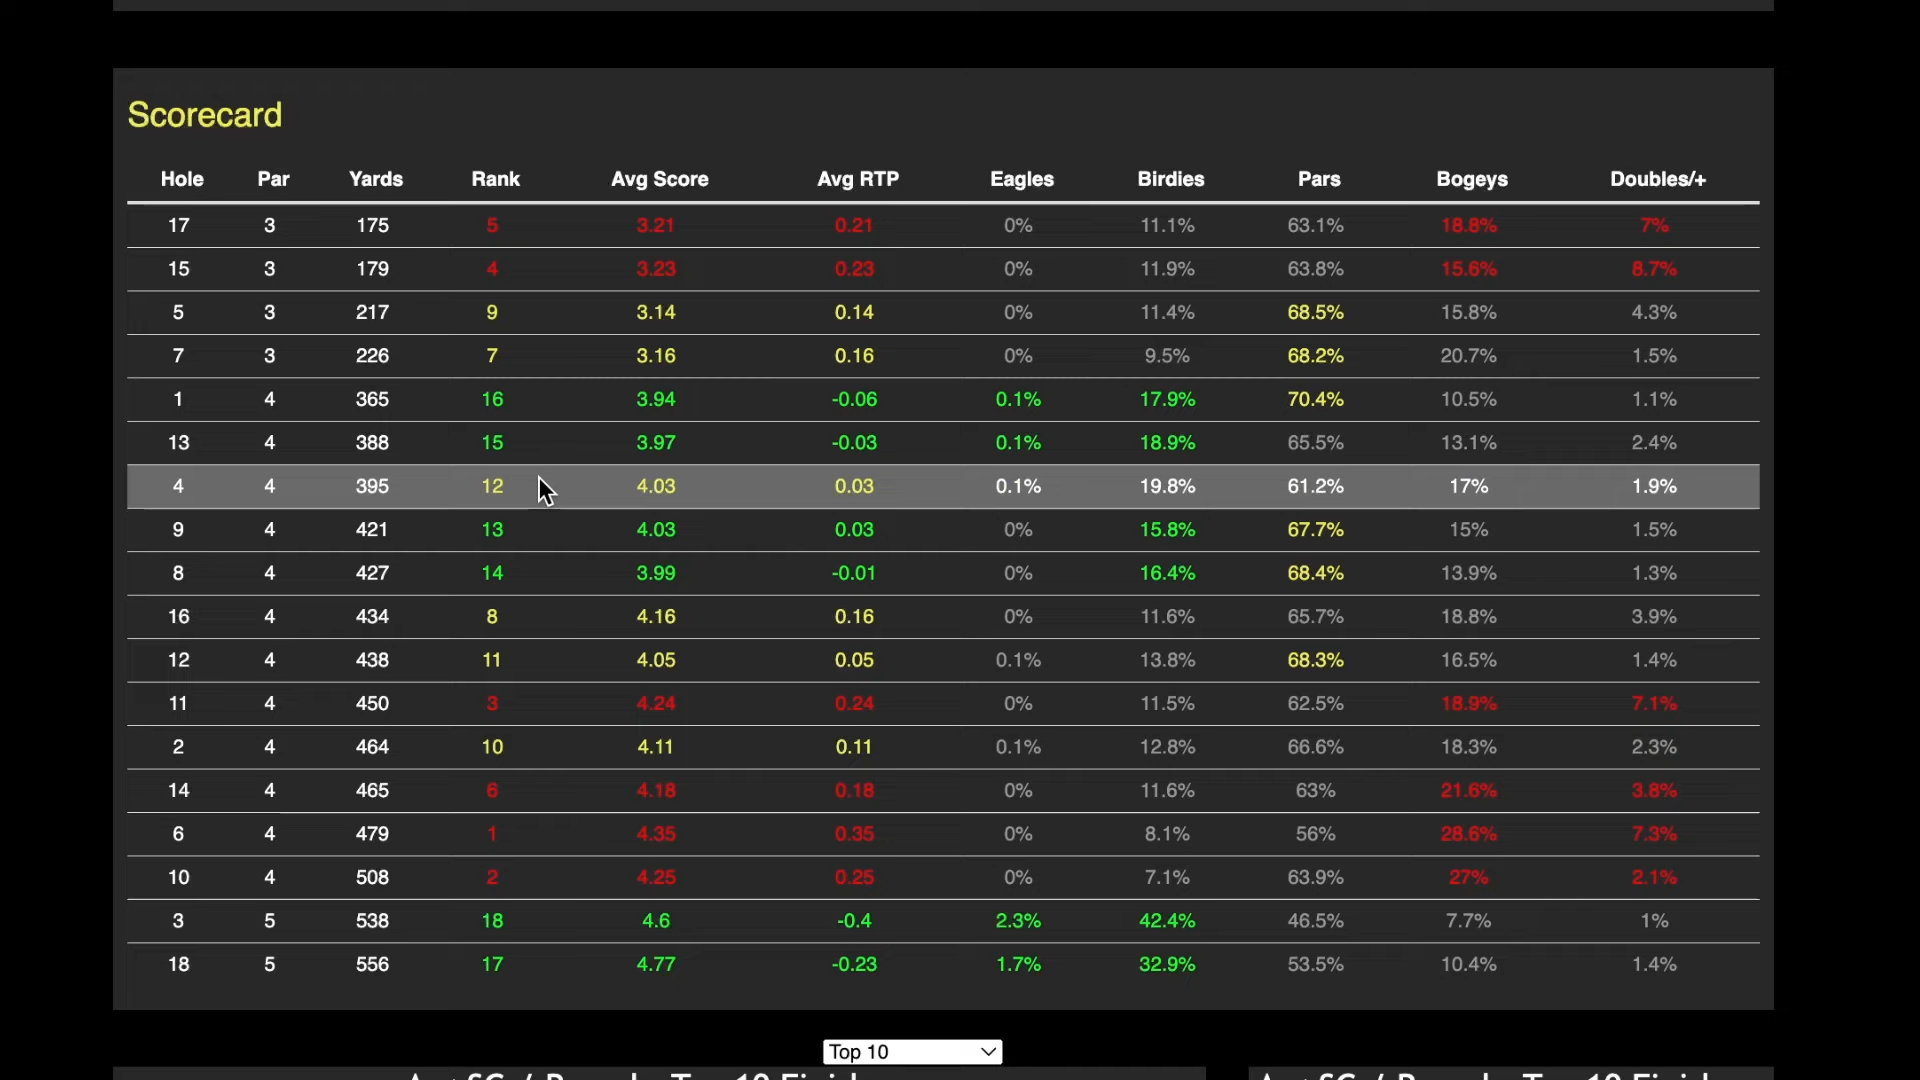 Scorecard
Hole Par Yards Rank Avg Score Avg RTP Eagles Birdies Pars Bogeys Doubles/+
17 3 175 5 3.21 0.21 0% 11.1% 63.1% 18.8% 7%
15 3 179 4 3.23 0.23 0% 11.9% 63.8% 15.6% 8.7%
5 3 217 9 3.14 0.14 0% 11.4% 68.5% 15.8% 4.3%
7 3 226 7 3.16 0.16 0% 9.5% 68.2% 20.7% 1.5%
1 4 365 16 3.94 -0.06 0.1% 17.9% 70.4% 10.5% 1.1%
13 4 388 15 3.97 -0.03 0.1% 18.9% 65.5% 13.1% 2.4%
4 4 395 12 4.03 0.03 0.1% 19.8% 61.2% 17% 1.9%
9 4 421 13 4.03 0.03 0% 15.8% 67.7% 15% 1.5%
8 4 427 14 3.99 -0.01 0% 16.4% 68.4% 13.9% 1.3%
16 4 434 8 4.16 0.16 0% 11.6% 65.7% 18.8% 3.9%
12 4 438 11 4.05 0.05 0.1% 13.8% 68.3% 16.5% 1.4%
11 4 450 3 4.24 0.24 0% 11.5% 62.5% 18.9% 7.1%
2 4 464 10 4.11 0.11 0.1% 12.8% 66.6% 18.3% 2.3%
14 4 465 6 4.18 0.18 0% 11.6% 63% 21.6% 3.8%
6 4 479 1 4.35 0.35 0% 8.1% 56% 28.6% 7.3%
10 4 508 2 4.25 0.25 0% 7.1% 63.9% 27% 2.1%
3 5 538 18 4.6 -0.4 2.3% 42.4% 46.5% 7.7% 1%
18 5 556 17 4.77 -0.23 1.7% 32.9% 53.5% 10.4% 1.4%
Top 10